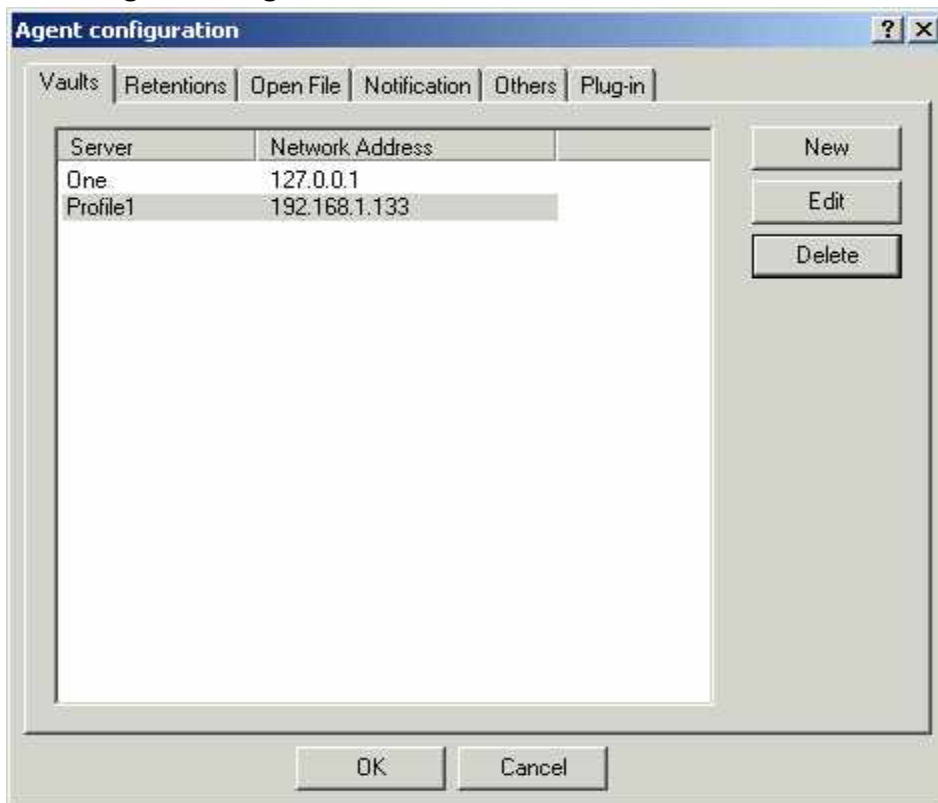 Agent configuration
Vaults Retentions Open File Notification Others Plug-in
Server Network Address
One 127.0.0.1
Profile1 192.168.1.133
New
Edit
Delete
OK Cancel